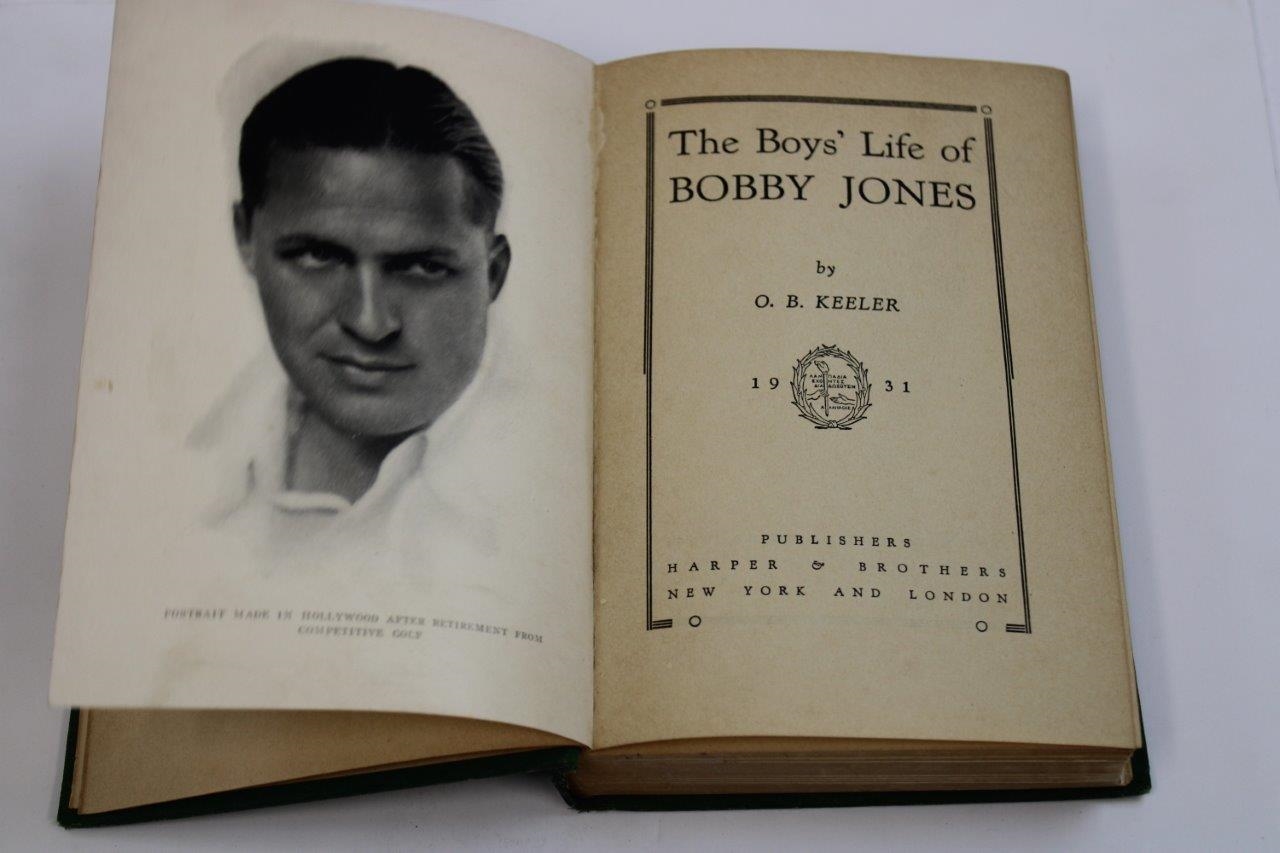 PORTRAIT MADE IN HOLLYWOOD AFTER RETIREMENT FROM
COMPETITIVE GOLF
The Boys' Life of
BOBBY JONES
by
O. B. KEELER
19 31
PUBLISHERS
HARPER & BROTHERS
NEW YORK AND LONDON